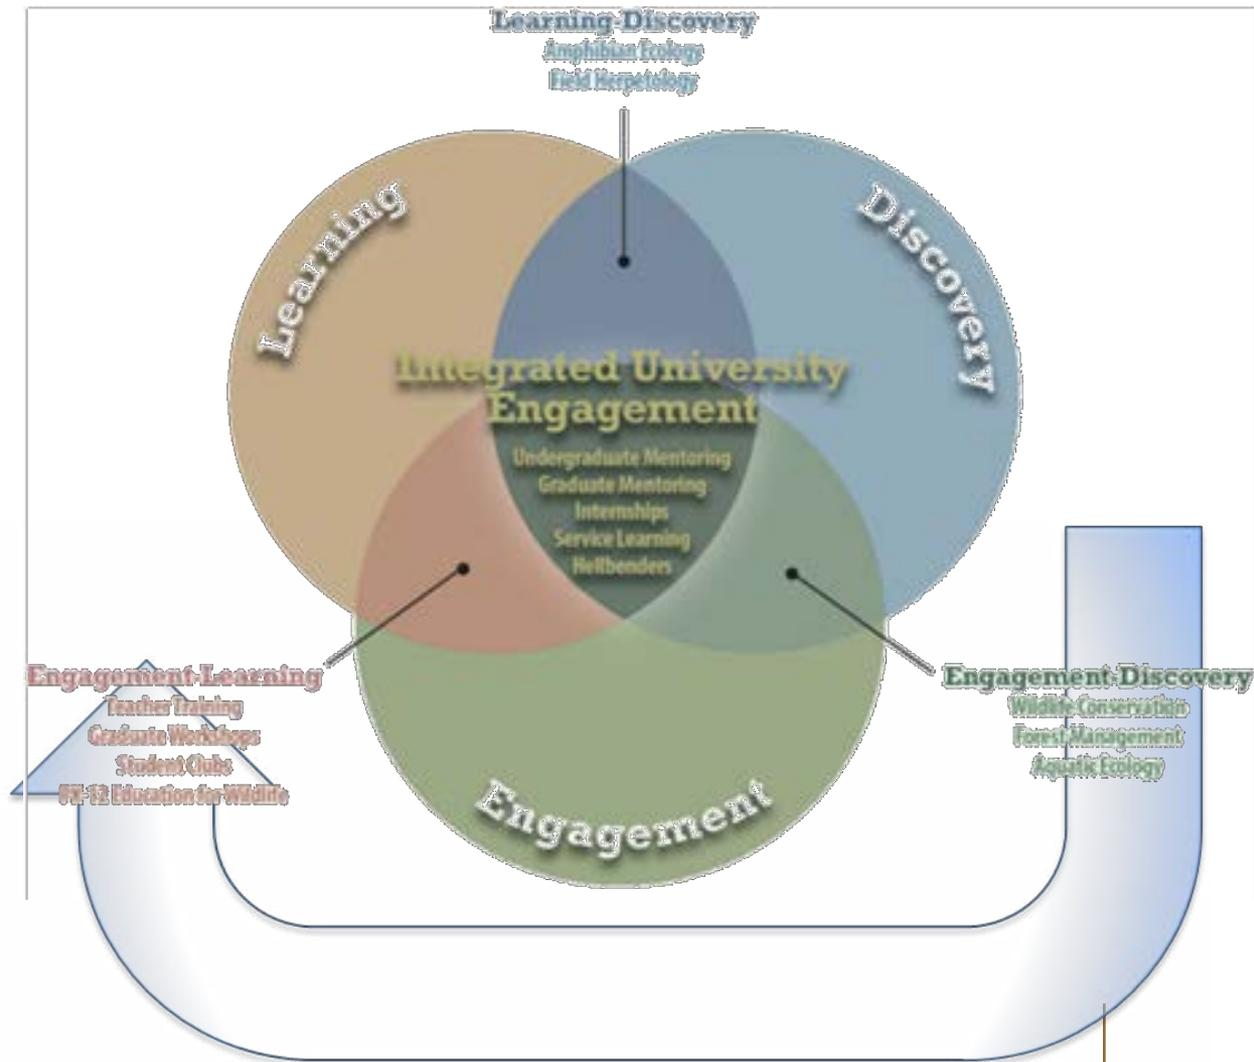 Learning-Discovery
Amphibian Ecology
Field Herpetology
Learning
Discovery
Integrated University
Engagement
Undergraduate Mentoring
Graduate Mentoring
Internships
Service Learning
Hellbenders
Engagement-Learning
Teacher Training
Graduate Workshops
Student Clubs
PK-12 Education for Wildlife
Engagement-Discovery
Wildlife Conservation
Forest Management
Aquatic Ecology
Engagement